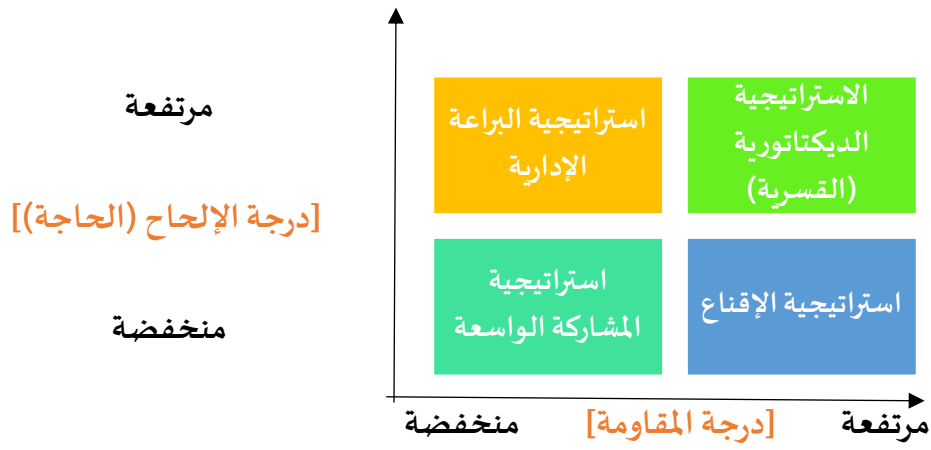 مرتفعة
[درجة الإلحاح (الحاجة)]
منخفضة
الاستراتيجية
الديكتاتورية
(القسرية)
استراتيجية البراعة
الإدارية
استراتيجية الإقناع
استراتيجية
المشاركة الواسعة
مرتفعة
[درجة المقاومة]
منخفضة